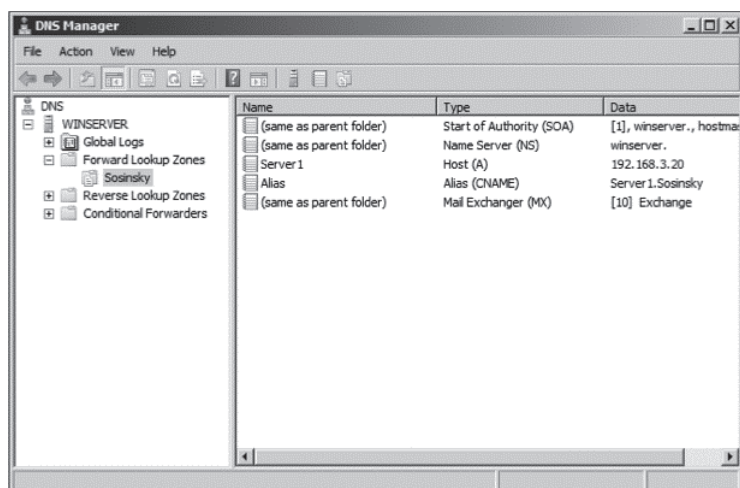 DNS Manager
File Action View Help
DNS
WINSERVER
Global Logs
Forward Lookup Zones
Sosinsky
Reverse Lookup Zones
Conditional Forwarders
Name Type Data
(same as parent folder) Start of Authority (SOA) [1], winserver., hostmas
(same as parent folder) Name Server (NS) winserver.
Server1 Host (A) 192.168.3.20
Alias Alias (CNAME) Server1.Sosinsky
(same as parent folder) Mail Exchanger (MX) [10] Exchange